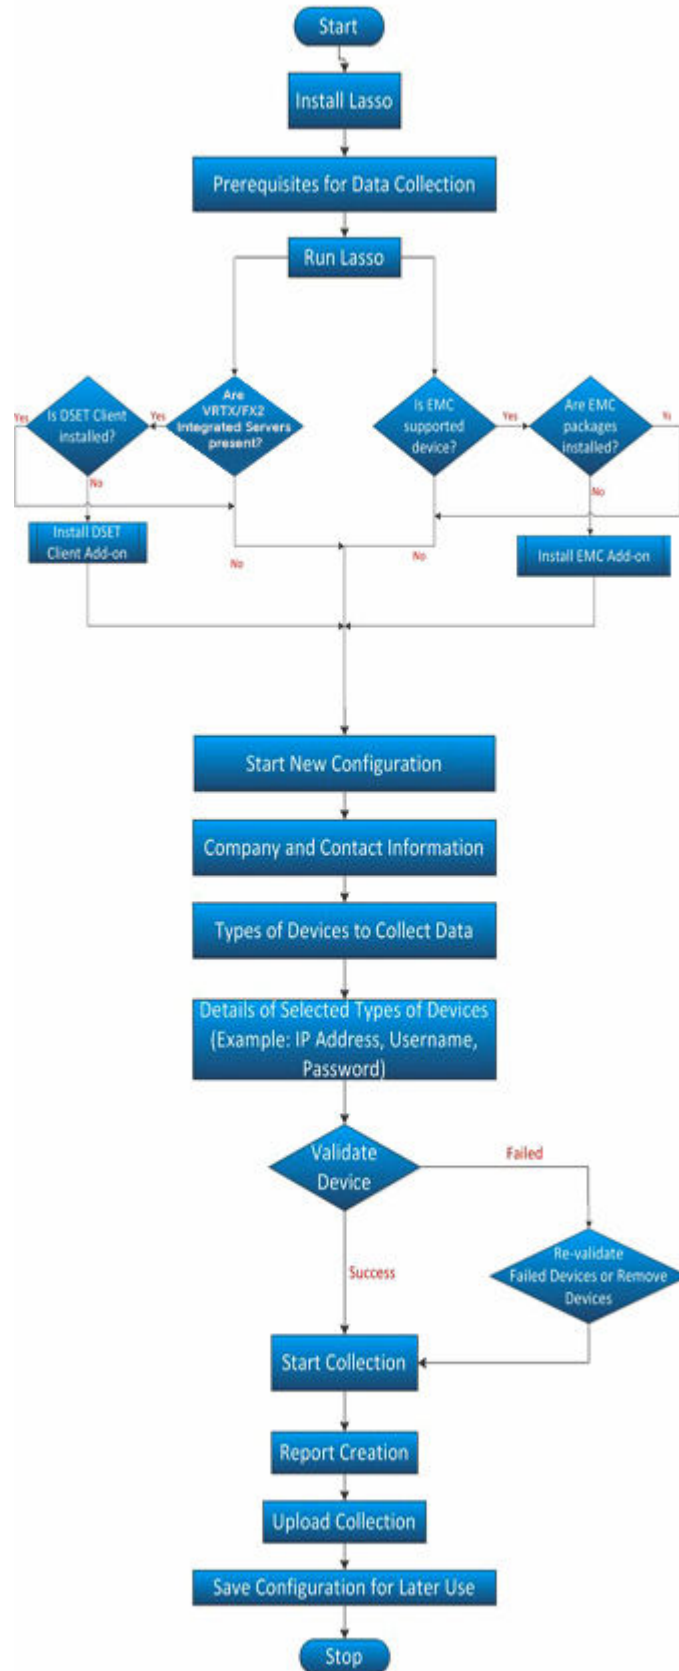 Start
Install Lasso
Prerequisites for Data Collection
Run Lasso
Yes
Is DSET Client
installed?
Yes
Are
VRTX/FX2
Integrated Servers
present?
Is EMC
supported
device?
Yes
Are EMC
packages
installed?
No
No
Install DSET
Client Add-on
No
No
Install EMC Add-on
Start New Configuration
Company and Contact Information
Types of Devices to Collect Data
Details of Selected Types of Devices
(Example: IP Address, Username,
Password)
Validate
Device
Failed
Success
Re-validate
Failed Devices or Remove
Devices
Start Collection
Report Creation
Upload Collection
Save Configuration for Later Use
Stop